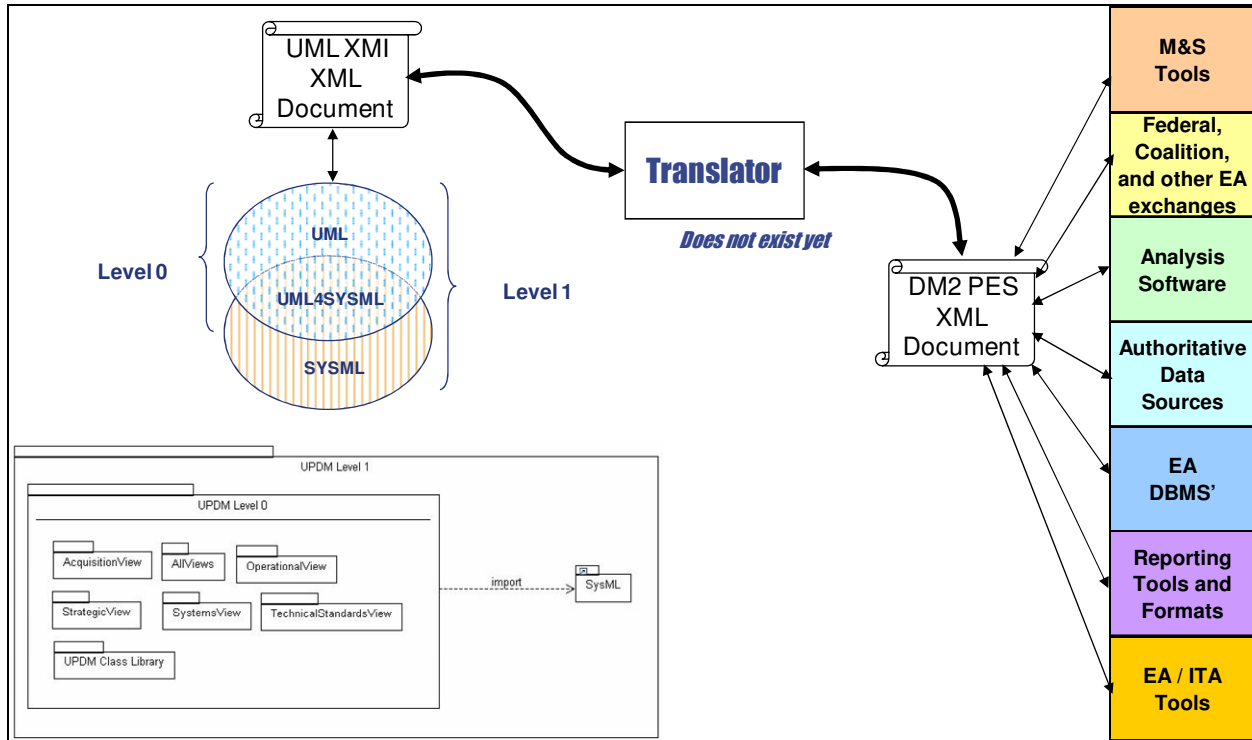 UML XMI
XML
Document
Translator
Does not exist yet
Level 0
UML
UML4SYSML
SYSML
Level 1
DM2 PES
XML
Document
M&S
Tools
Federal,
Coalition,
and other EA
exchanges
Analysis
Software
Authoritative
Data
Sources
EA
DBMS’
Reporting
Tools and
Formats
EA / ITA
Tools
UPDM Level 1
UPDM Level 0
AcquisitionView
AllViews
OperationalView
StrategicView
SystemsView
TechnicalStandardsView
UPDM Class Library
import
SysML